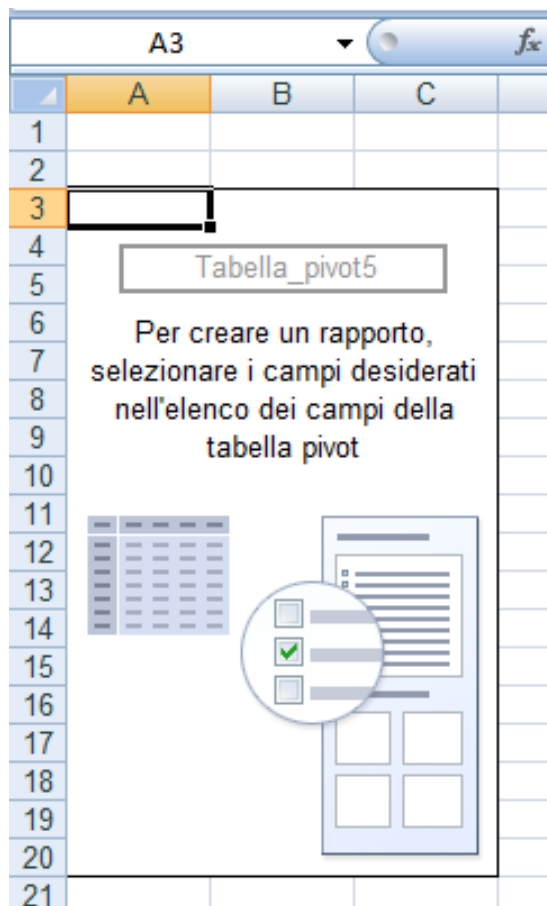 A3
fx
A B C
1
2
3
4
Tabella_pivot5
5
6
Per creare un rapporto,
7
selezionare i campi desiderati
8
nell'elenco dei campi della
9
tabella pivot
10
11
12
13
14
15
16
17
18
19
20
21